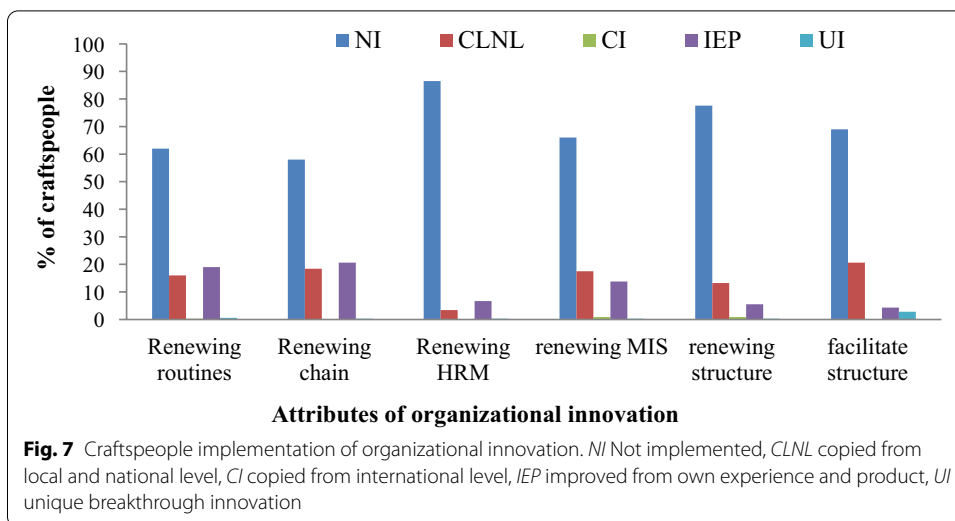 NI CLNL CI IEP UI
100
90
80
70
60
50
40
30
20
10
0
% of craftspeople
Renewing routines
Renewing chain
Renewing HRM
renewing MIS
renewing structure
facilitate structure
Attributes of organizational innovation
Fig. 7 Craftspeople implementation of organizational innovation. NI Not implemented, CLNL copied from
local and national level, CI copied from international level, IEP improved from own experience and product, UI
unique breakthrough innovation